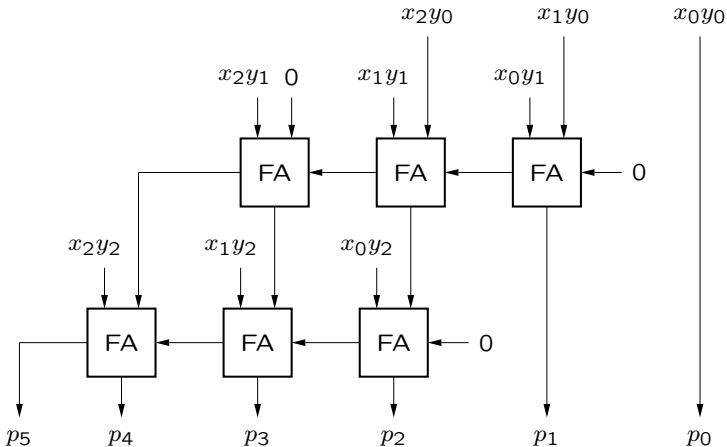 x₂y₀ x₁y₀ x₀y₀
x₂y₁ 0 x₁y₁ x₀y₁
FA FA FA 0
x₂y₂ x₁y₂ x₀y₂
FA FA FA 0
p₅ p₄ p₃ p₂ p₁ p₀